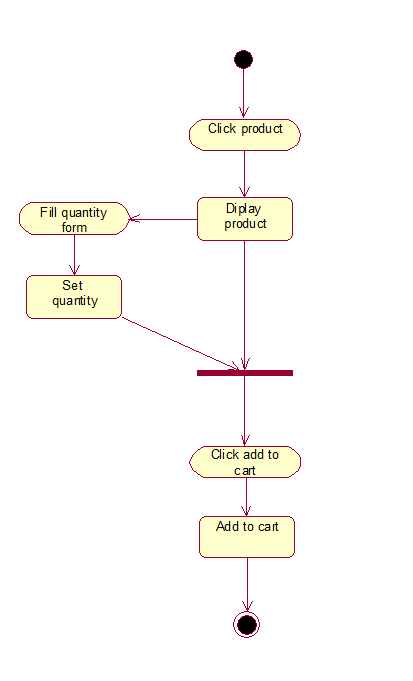 Click product
Diplay
product
Fill quantity
form
Set
quantity
Click add to
cart
Add to cart